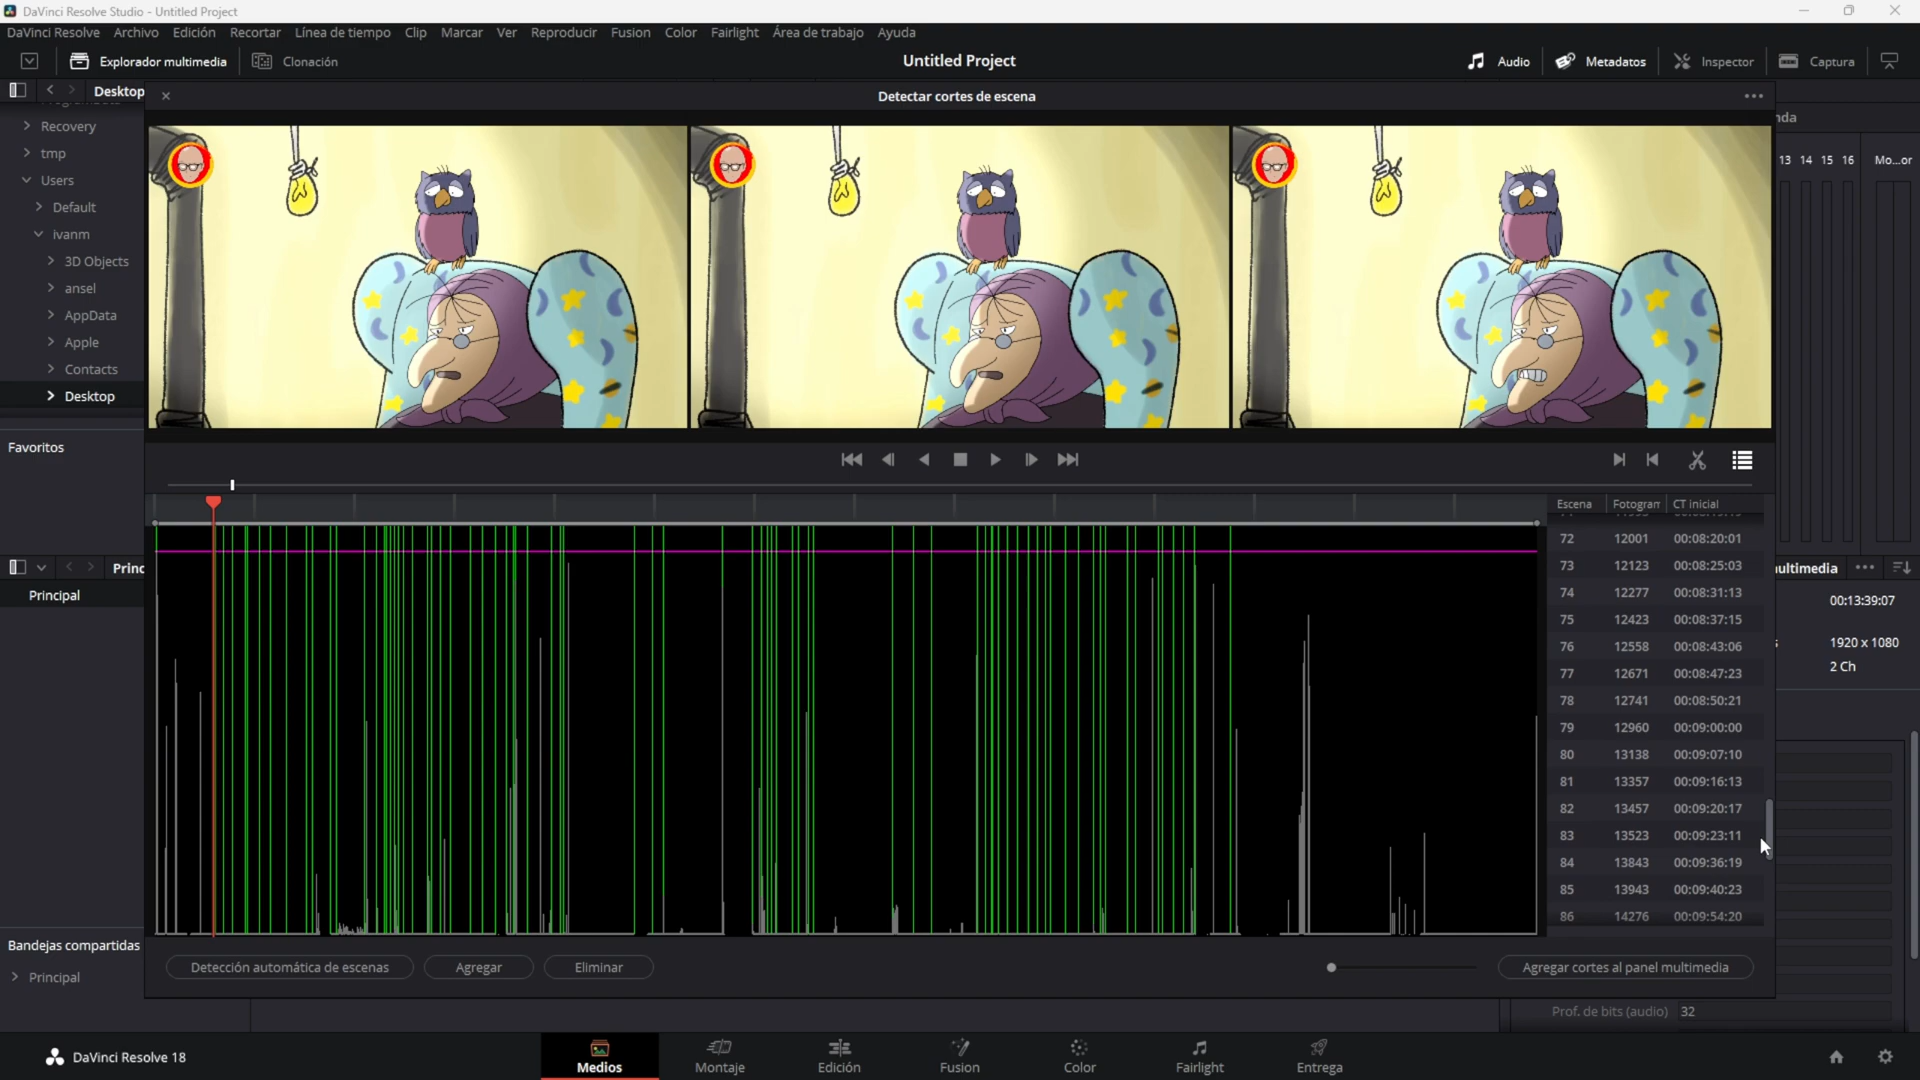 DaVinci Resolve Studio - Untitled Project
DaVinci Resolve Archivo Edición Recortar Línea de tiempo Clip Marcar Ver Reproducir Fusion Color Fairlight Área de trabajo Ayuda
Explorador multimedia Clonación Untitled Project Audio Metadatos Inspector Captura
Desktop
Detectar cortes de escena
Recovery
tmp
Users
Default
ivanm
3D Objects
ansel
AppData
Apple
Contacts
Desktop
Favoritos
Princ
Principal
Bandejas compartidas
Principal
13 14 15 16 Mo...or
Escena Fotogram CT inicial
72 12001 00:08:20:01
73 12123 00:08:25:03
74 12277 00:08:31:13
75 12423 00:08:37:15
76 12558 00:08:43:06
77 12671 00:08:47:23
78 12741 00:08:50:21
79 12960 00:09:00:00
80 13138 00:09:07:10
81 13357 00:09:16:13
82 13457 00:09:20:17
83 13523 00:09:23:11
84 13843 00:09:36:19
85 13943 00:09:40:23
86 14276 00:09:54:20
ultimedia
00:13:39:07
1920 x 1080
2 Ch
Detección automática de escenas Agregar Eliminar Agregar cortes al panel multimedia
Prof. de bits (audio) 32
DaVinci Resolve 18
Medios Montaje Edición Fusion Color Fairlight Entrega